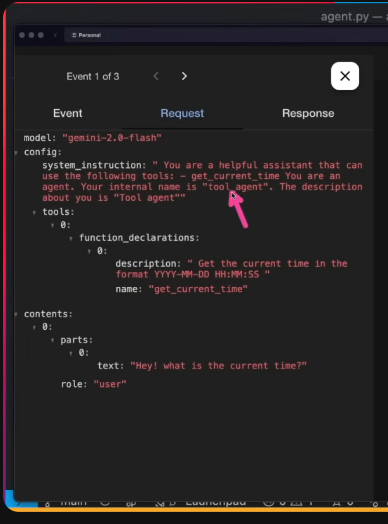 agent.py —
Personal
Event 1 of 3
Event Request Response
model: "gemini-2.0-flash"
config:
system_instruction: " You are a helpful assistant that can
use the following tools: - get_current_time You are an
agent. Your internal name is "tool_agent". The description
about you is "Tool agent""
tools:
0:
function_declarations:
0:
description: " Get the current time in the
format YYYY-MM-DD HH:MM:SS "
name: "get_current_time"
contents:
0:
parts:
0:
text: "Hey! what is the current time?"
role: "user"
main Launchpad